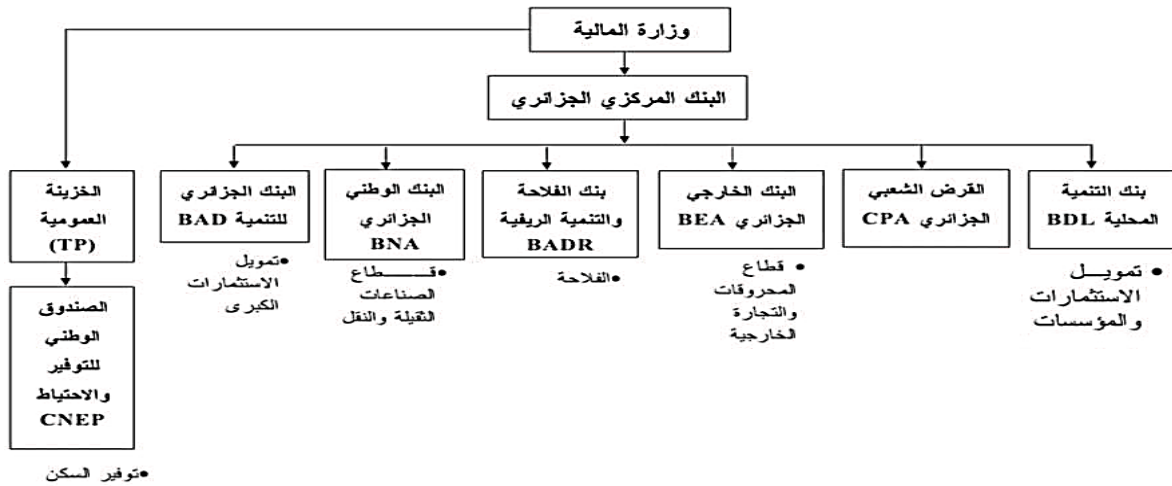 وزارة المالية
البنك المركزي الجزائري
بنك التنمية
المحلية BDL
• تمويــل
الاستثمارات
والمؤسسات
القرض الشعبي
الجزائري CPA
البنك الخارجي
الجزائري BEA
• قطاع
المحروقات
والتجارة
الخارجية
بنك الفلاحة
والتنمية الريفية
BADR
•الفلاحة
البنك الوطني
الجزائري
BNA
•قـــــطاع
الصناعات
الثقيلة والنقل
البنك الجزائري
للتنمية BAD
•تمويل
الاستثمارات
الكبرى
الخزينة
العمومية
(TP)
الصندوق
الوطني
للتوفير
والاحتياط
CNEP
•توفير السكن